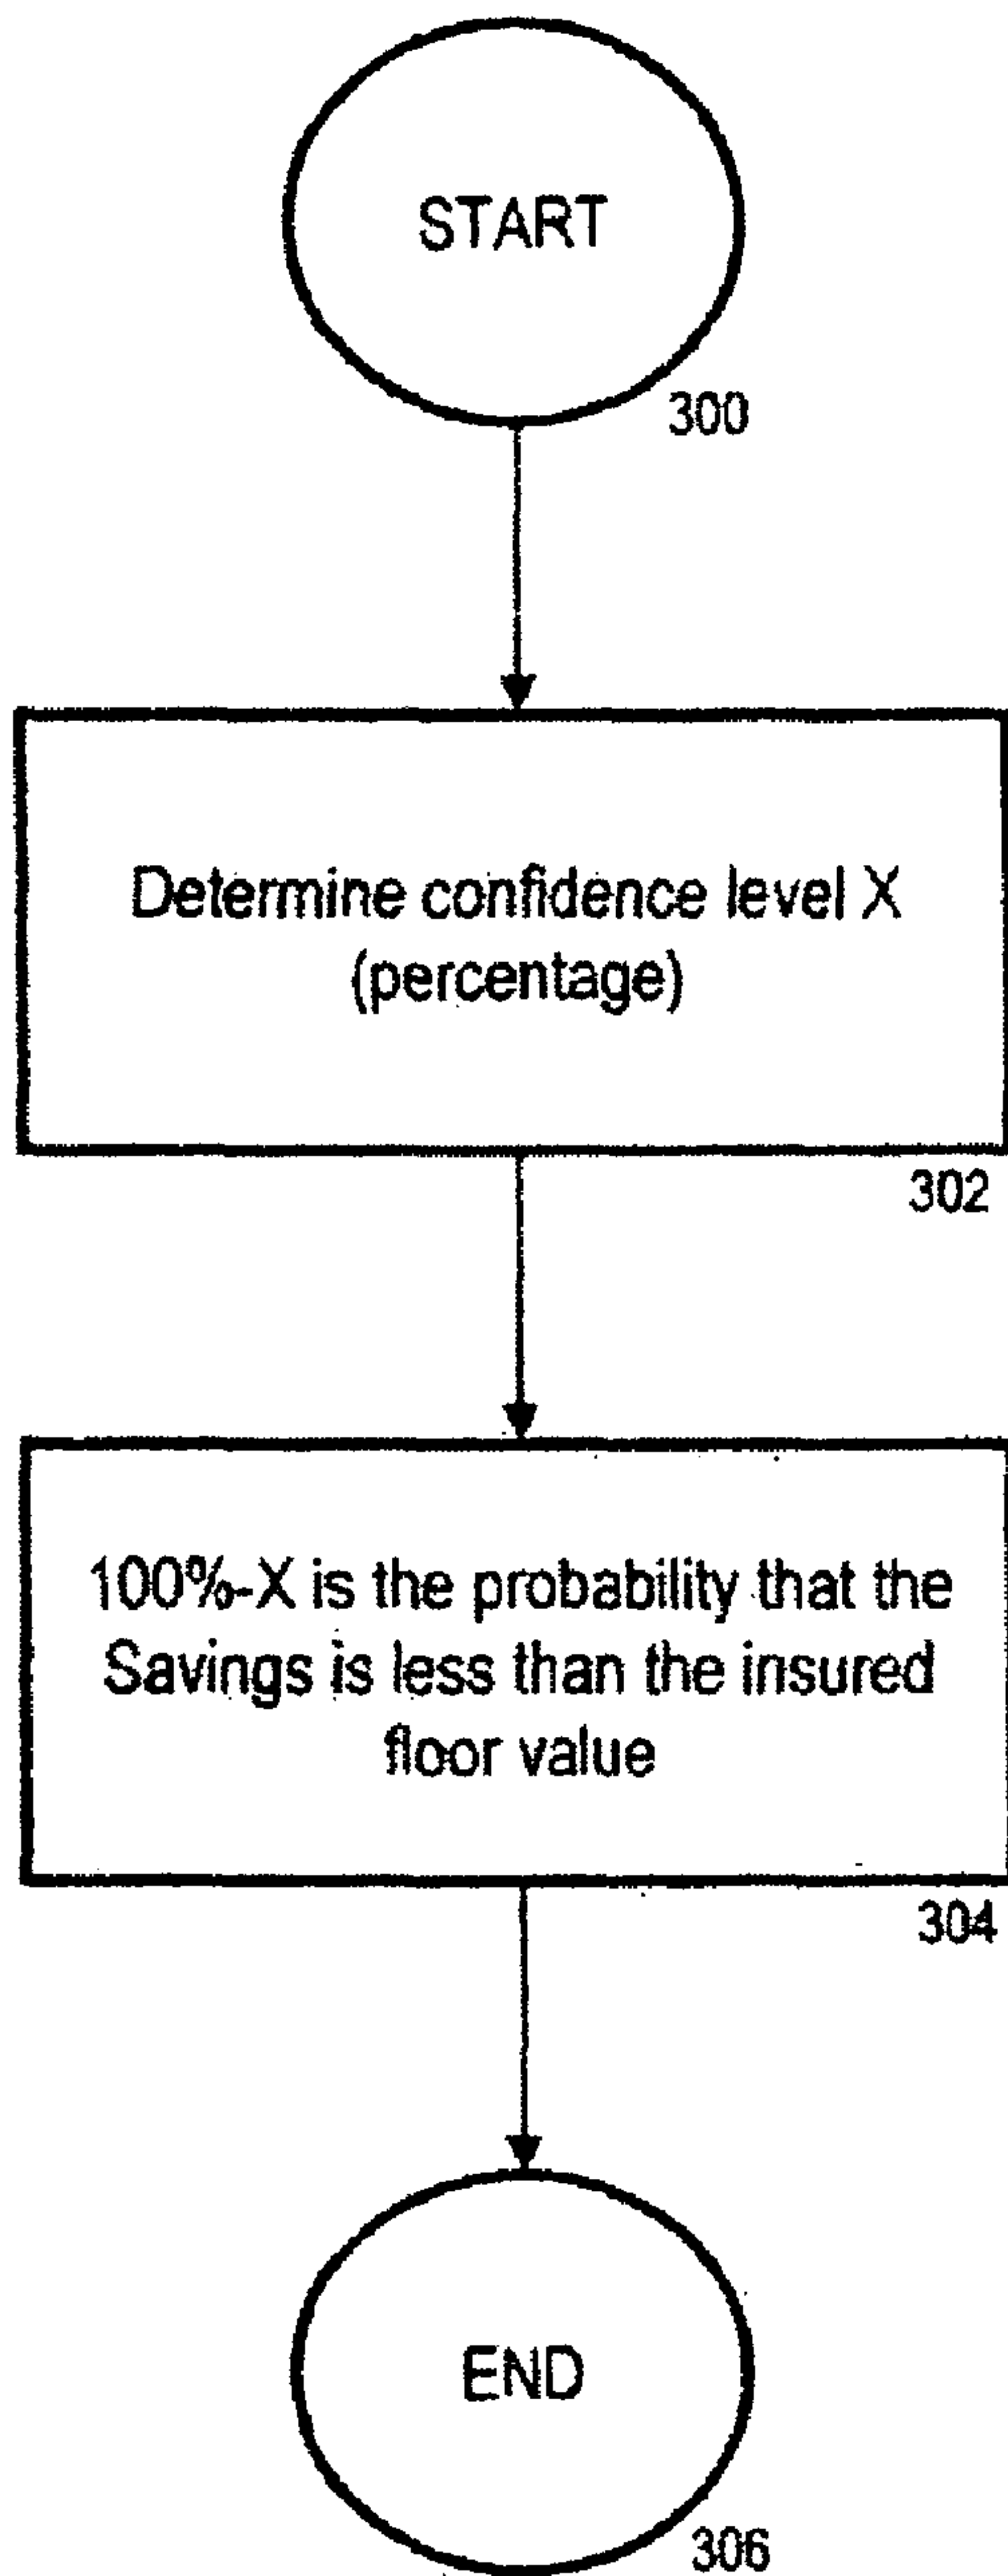 START
300
Determine confidence level X
(percentage)
302
100%-X is the probability that the
Savings is less than the insured
floor value
304
END
306